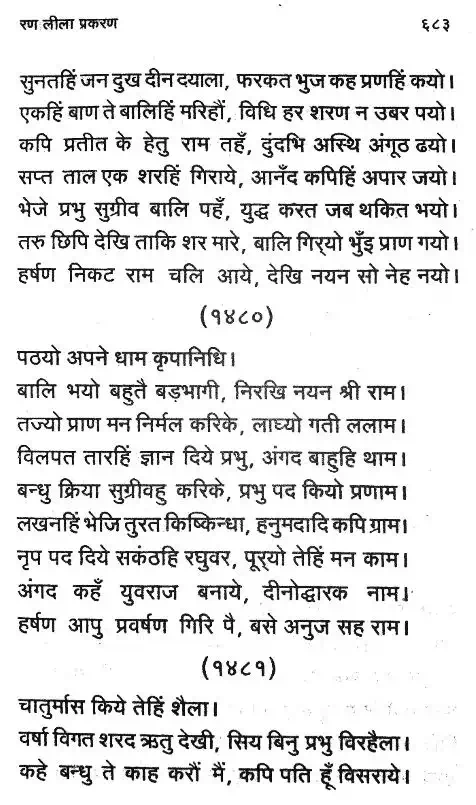 रण लीला प्रकरण ६८३
सुनतहिं जन दुख दीन दयाला, फरकत भुज कह प्रणहिं कयो।
एकहिं बाण ते बालिहिं मरिहौं, विधि हर शरण न उबर पयो।
कपि प्रतीत के हेतु राम तहँ, दुंदभि अस्थि अंगूठ ढयो।
सप्त ताल एक शरहिं गिराये, आनँद कपिहिं अपार जयो।
भेजे प्रभु सुग्रीव बालि पहँ, युद्ध करत जब थकित भयो।
तरु छिपि देखि ताकि शर मारे, बालि गिर्‌यो भुँइ प्राण गयो।
हर्षण निकट राम चलि आये, देखि नयन सो नेह नयो।
(१४८०)
पठयो अपने धाम कृपानिधि।
बालि भयो बहुतै बड़भागी, निरखि नयन श्री राम।
तज्यो प्राण मन निर्मल करिके, लाघ्यो गती ललाम।
विलपत तारहिं ज्ञान दिये प्रभु, अंगद बाहुहि थाम।
बन्धु क्रिया सुग्रीवहु करिके, प्रभु पद कियो प्रणाम।
लखनहिं भेजि तुरत किष्किन्धा, हनुमदादि कपि ग्राम।
नृप पद दिये सकंठहि रघुवर, पूर्‌यो तेहिं मन काम।
अंगद कहँ युवराज बनाये, दीनोद्धारक नाम।
हर्षण आपु प्रवर्षण गिरि पै, बसे अनुज सह राम।
(१४८१)
चातुर्मास किये तेहिं शैला।
वर्षा विगत शरद ऋतु देखी, सिय बिनु प्रभु विरहैला।
कहे बन्धु ते काह करौं मैं, कपि पति हूँ विसराये।